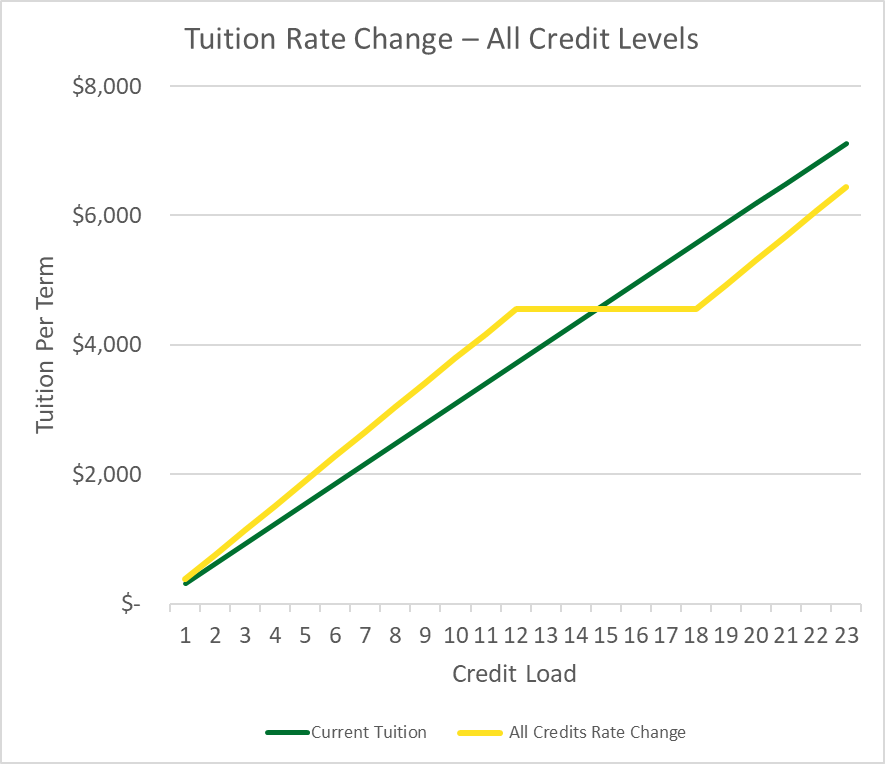 Tuition Rate Change – All Credit Levels
$8,000
$6,000
$4,000
$2,000
$-
Tuition Per Term
1 2 3 4 5 6 7 8 9 10 11 12 13 14 15 16 17 18 19 20 21 22 23
Credit Load
Current Tuition
All Credits Rate Change